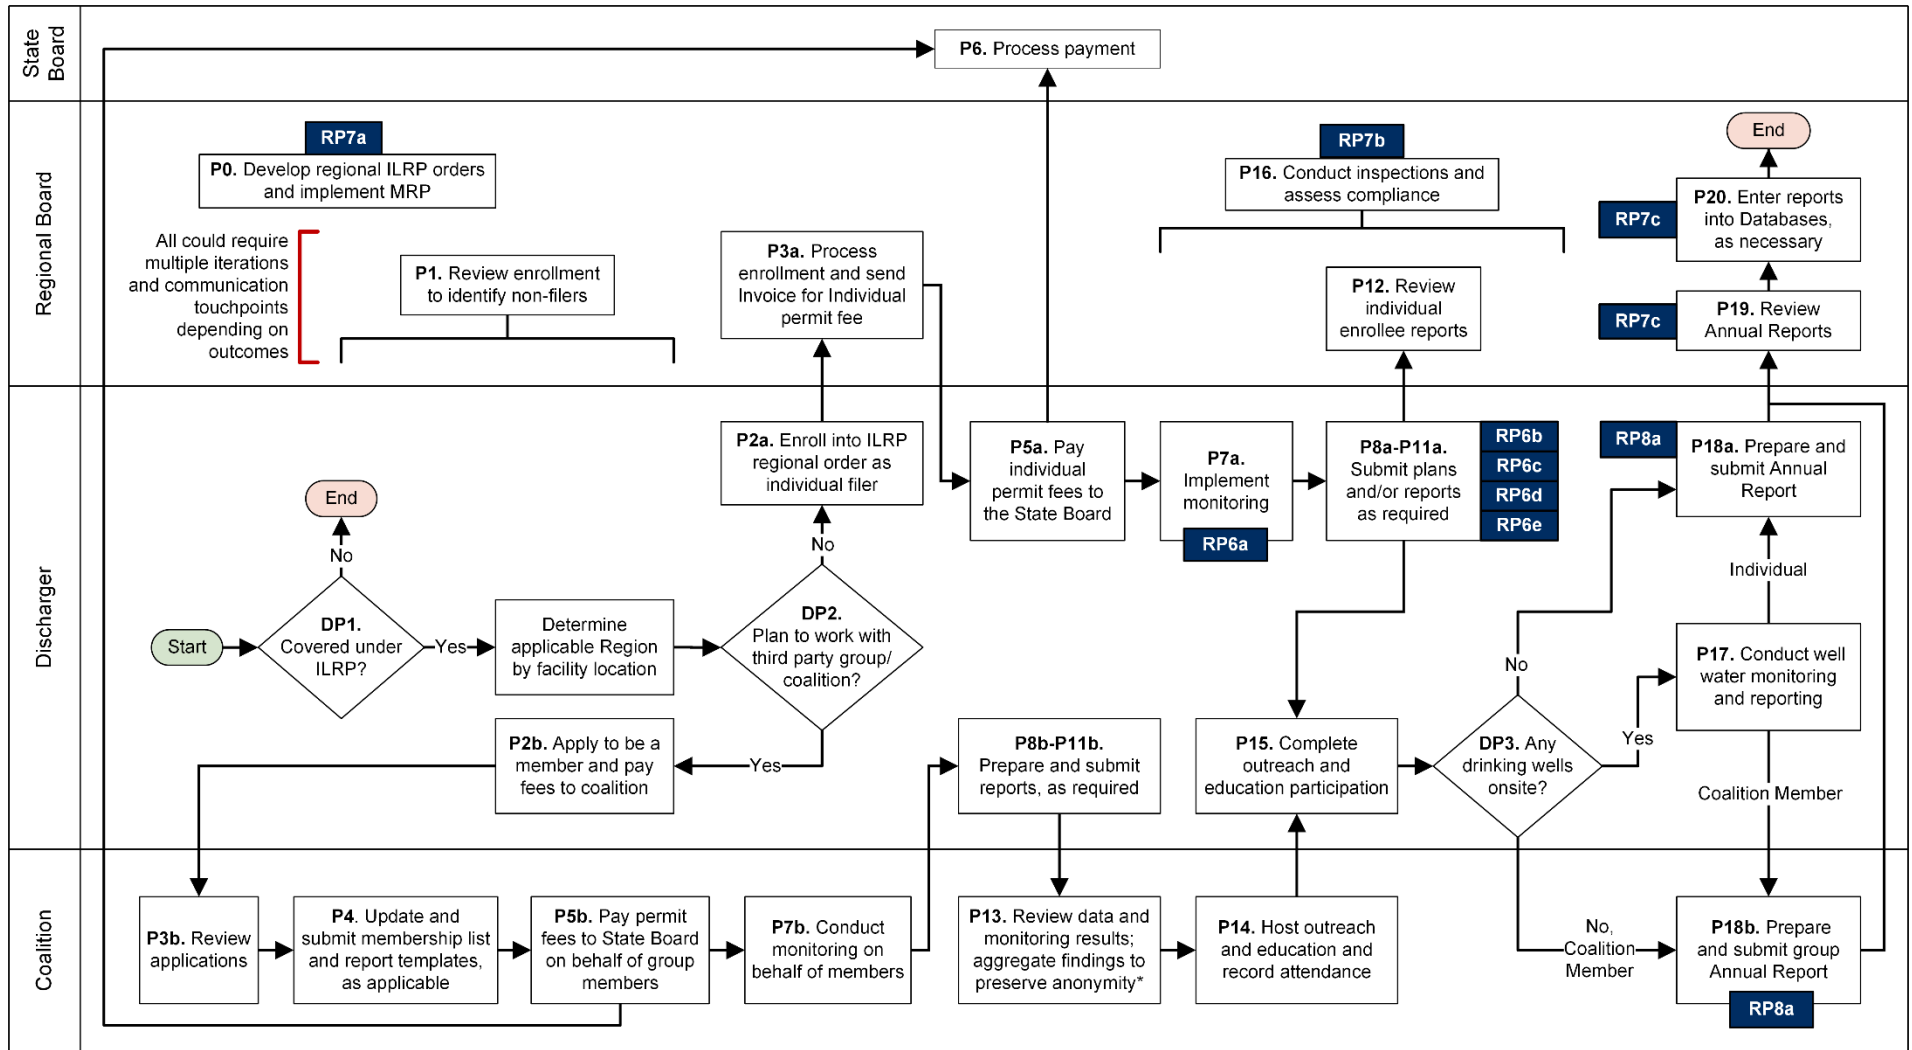 State
Board
P6. Process payment
Regional Board
RP7a
P0. Develop regional ILRP orders
and implement MRP
All could require
multiple iterations
and communication
touchpoints
depending on
outcomes
P1. Review enrollment
to identify non-filers
P3a. Process
enrollment and send
Invoice for Individual
permit fee
RP7b
P16. Conduct inspections and
assess compliance
P12. Review
individual
enrollee reports
End
RP7c
P20. Enter reports
into Databases,
as necessary
RP7c
P19. Review
Annual Reports
Discharger
Start
End
No
DP1.
Covered under
ILRP?
Yes
Determine
applicable Region
by facility location
P2a. Enroll into ILRP
regional order as
individual filer
No
DP2.
Plan to work with
third party group/
coalition?
Yes
P2b. Apply to be a
member and pay
fees to coalition
P5a. Pay
individual
permit fees to
the State Board
P7a.
Implement
monitoring
RP6a
P8a-P11a.
Submit plans
and/or reports
as required
RP6b
RP6c
RP6d
RP6e
P8b-P11b.
Prepare and submit
reports, as required
P15. Complete
outreach and
education participation
DP3. Any
drinking wells
onsite?
No
Yes
RP8a
P18a. Prepare and
submit Annual
Report
Individual
P17. Conduct well
water monitoring
and reporting
Coalition Member
Coalition
P3b. Review
applications
P4. Update and
submit membership list
and report templates,
as applicable
P5b. Pay permit
fees to State Board
on behalf of group
members
P7b. Conduct
monitoring on
behalf of members
P13. Review data and
monitoring results;
aggregate findings to
preserve anonymity*
P14. Host outreach
and education and
record attendance
No,
Coalition
Member
P18b. Prepare
and submit group
Annual Report
RP8a